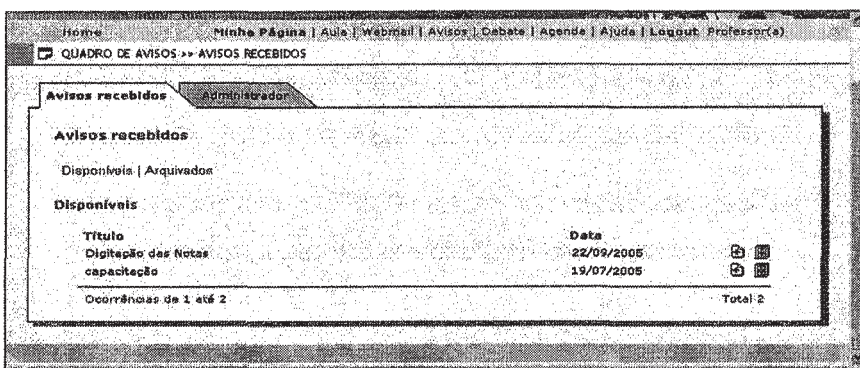 Home Minha Página | Aula | Webmail | Avisos | Debate | Agenda | Ajuda | Logout Professor(a)
QUADRO DE AVISOS >> AVISOS RECEBIDOS
Avisos recebidos Administrador
Avisos recebidos
Disponíveis | Arquivados
Disponíveis
Título Data
Digitação das Notas 22/09/2005
capacitação 19/07/2005
Ocorrências de 1 até 2 Total 2